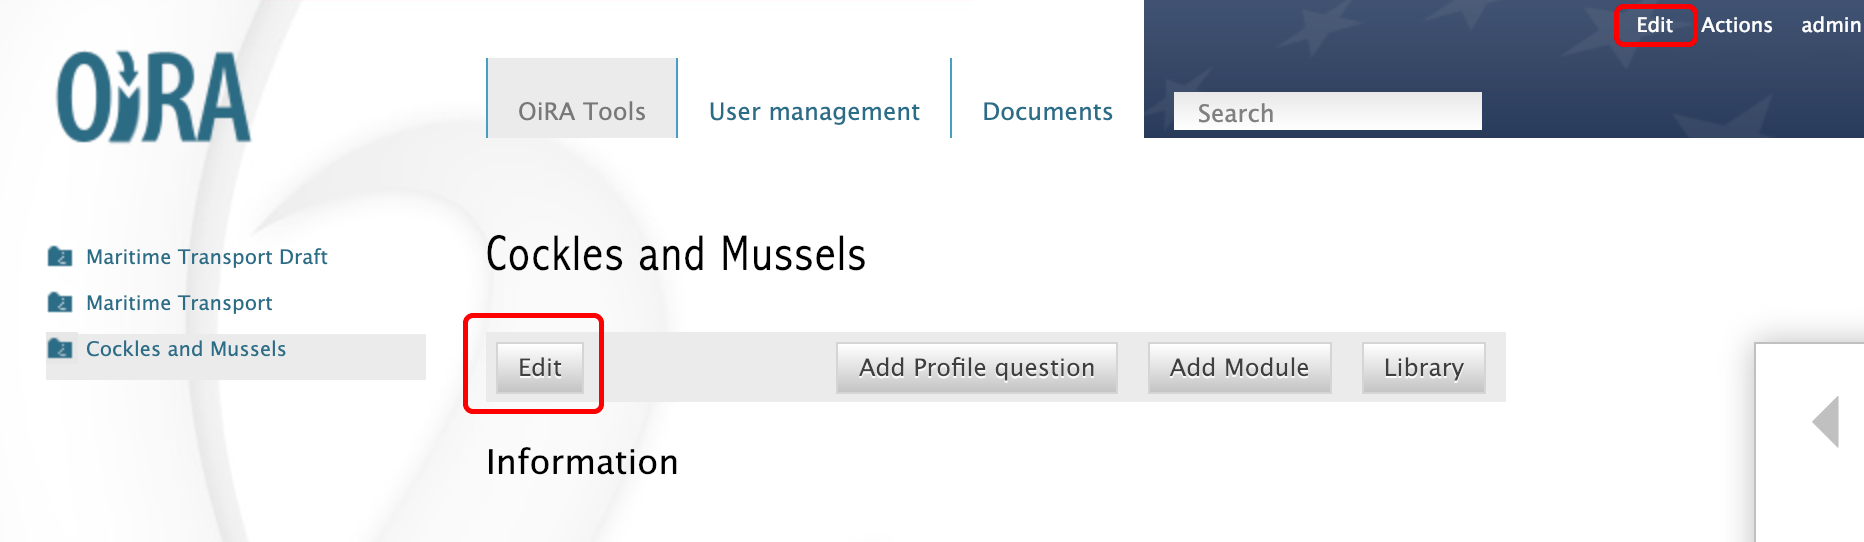 Edit Actions admin
OiRA
OiRA Tools User management Documents Search
Cockles and Mussels
Maritime Transport Draft
Maritime Transport
Cockles and Mussels
Edit Add Profile question Add Module Library
Information